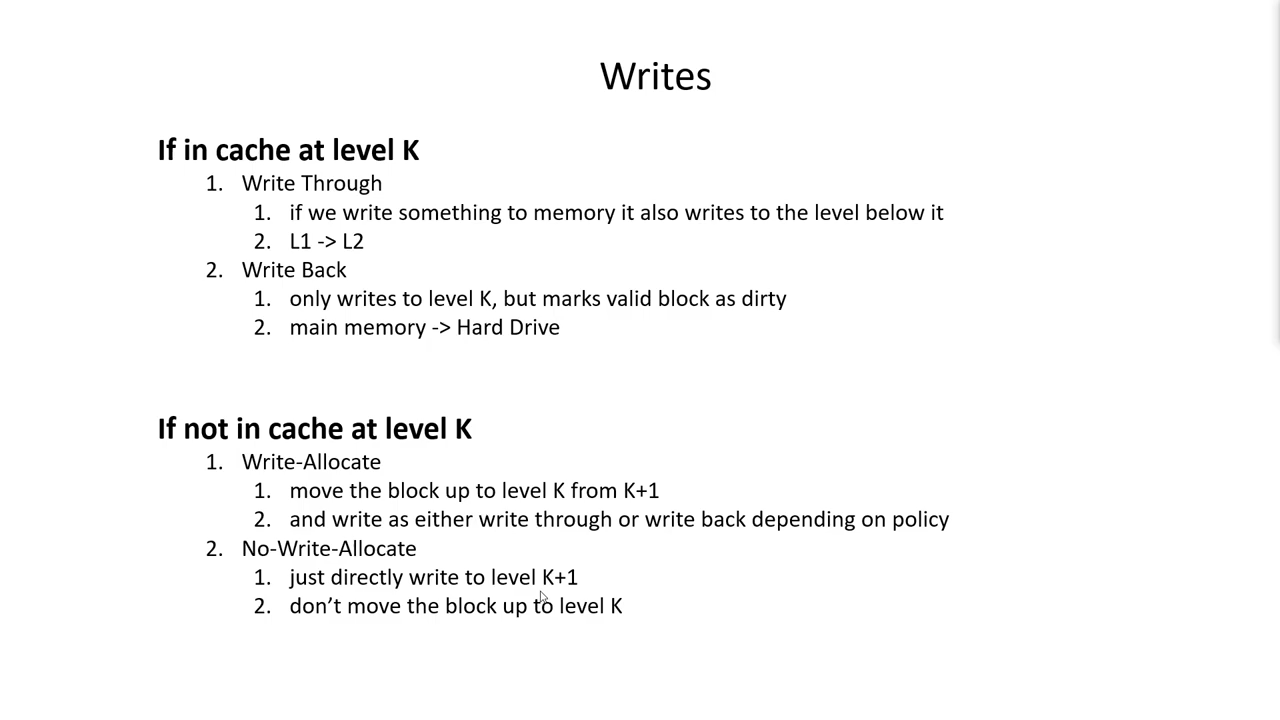 Writes
If in cache at level K
1. Write Through
1. if we write something to memory it also writes to the level below it
2. L1 -> L2
2. Write Back
1. only writes to level K, but marks valid block as dirty
2. main memory -> Hard Drive
If not in cache at level K
1. Write-Allocate
1. move the block up to level K from K+1
2. and write as either write through or write back depending on policy
2. No-Write-Allocate
1. just directly write to level K+1
2. don’t move the block up to level K